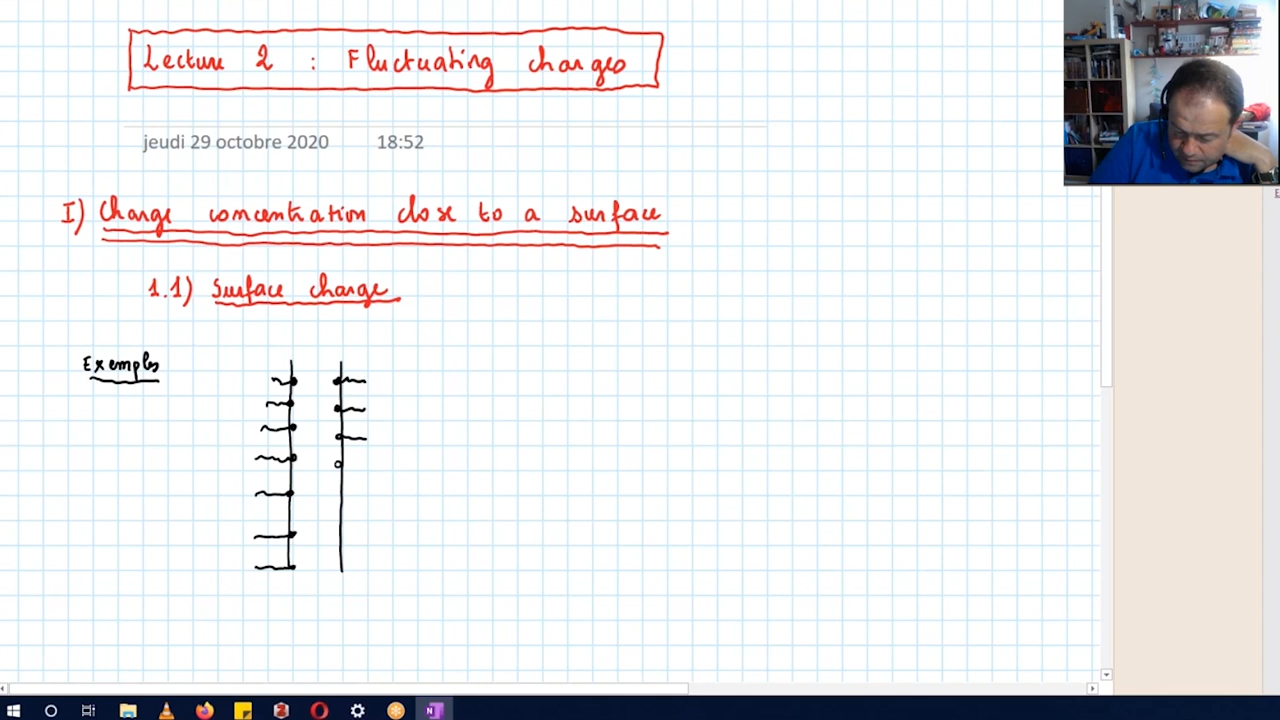 Lecture 2 : Fluctuating charges
jeudi 29 octobre 2020 18:52
I) Charge concentration close to a surface
1.1) Surface charge
Exemples